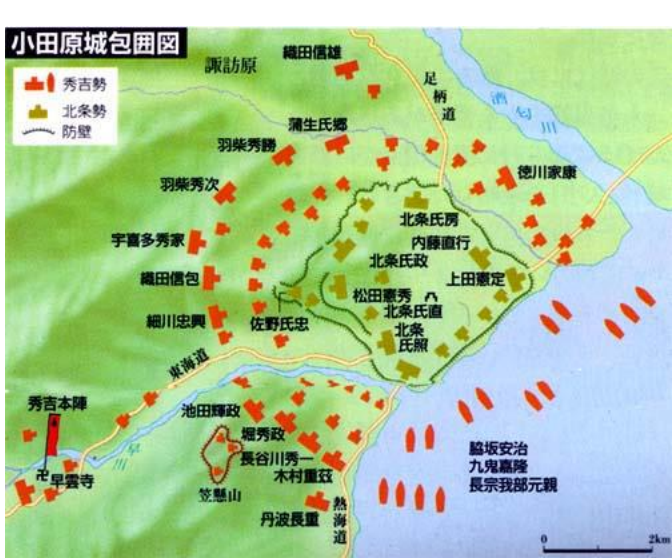 小田原城包囲図
秀吉勢
北条勢
防壁
諏訪原
織田信雄
足柄道
酒匂川
蒲生氏郷
羽柴秀勝
徳川家康
羽柴秀次
北条氏房
宇喜多秀家
内藤直行
北条氏政
織田信包
上田憲定
松田憲秀
細川忠興
佐野氏忠
北条氏直
北条
氏照
東海道
秀吉本陣
池田輝政
堀秀政
早川
早雲寺
長谷川秀一
木村重茲
笠懸山
丹波長重
熱海道
脇坂安治
九鬼嘉隆
長宗我部元親
0 2km